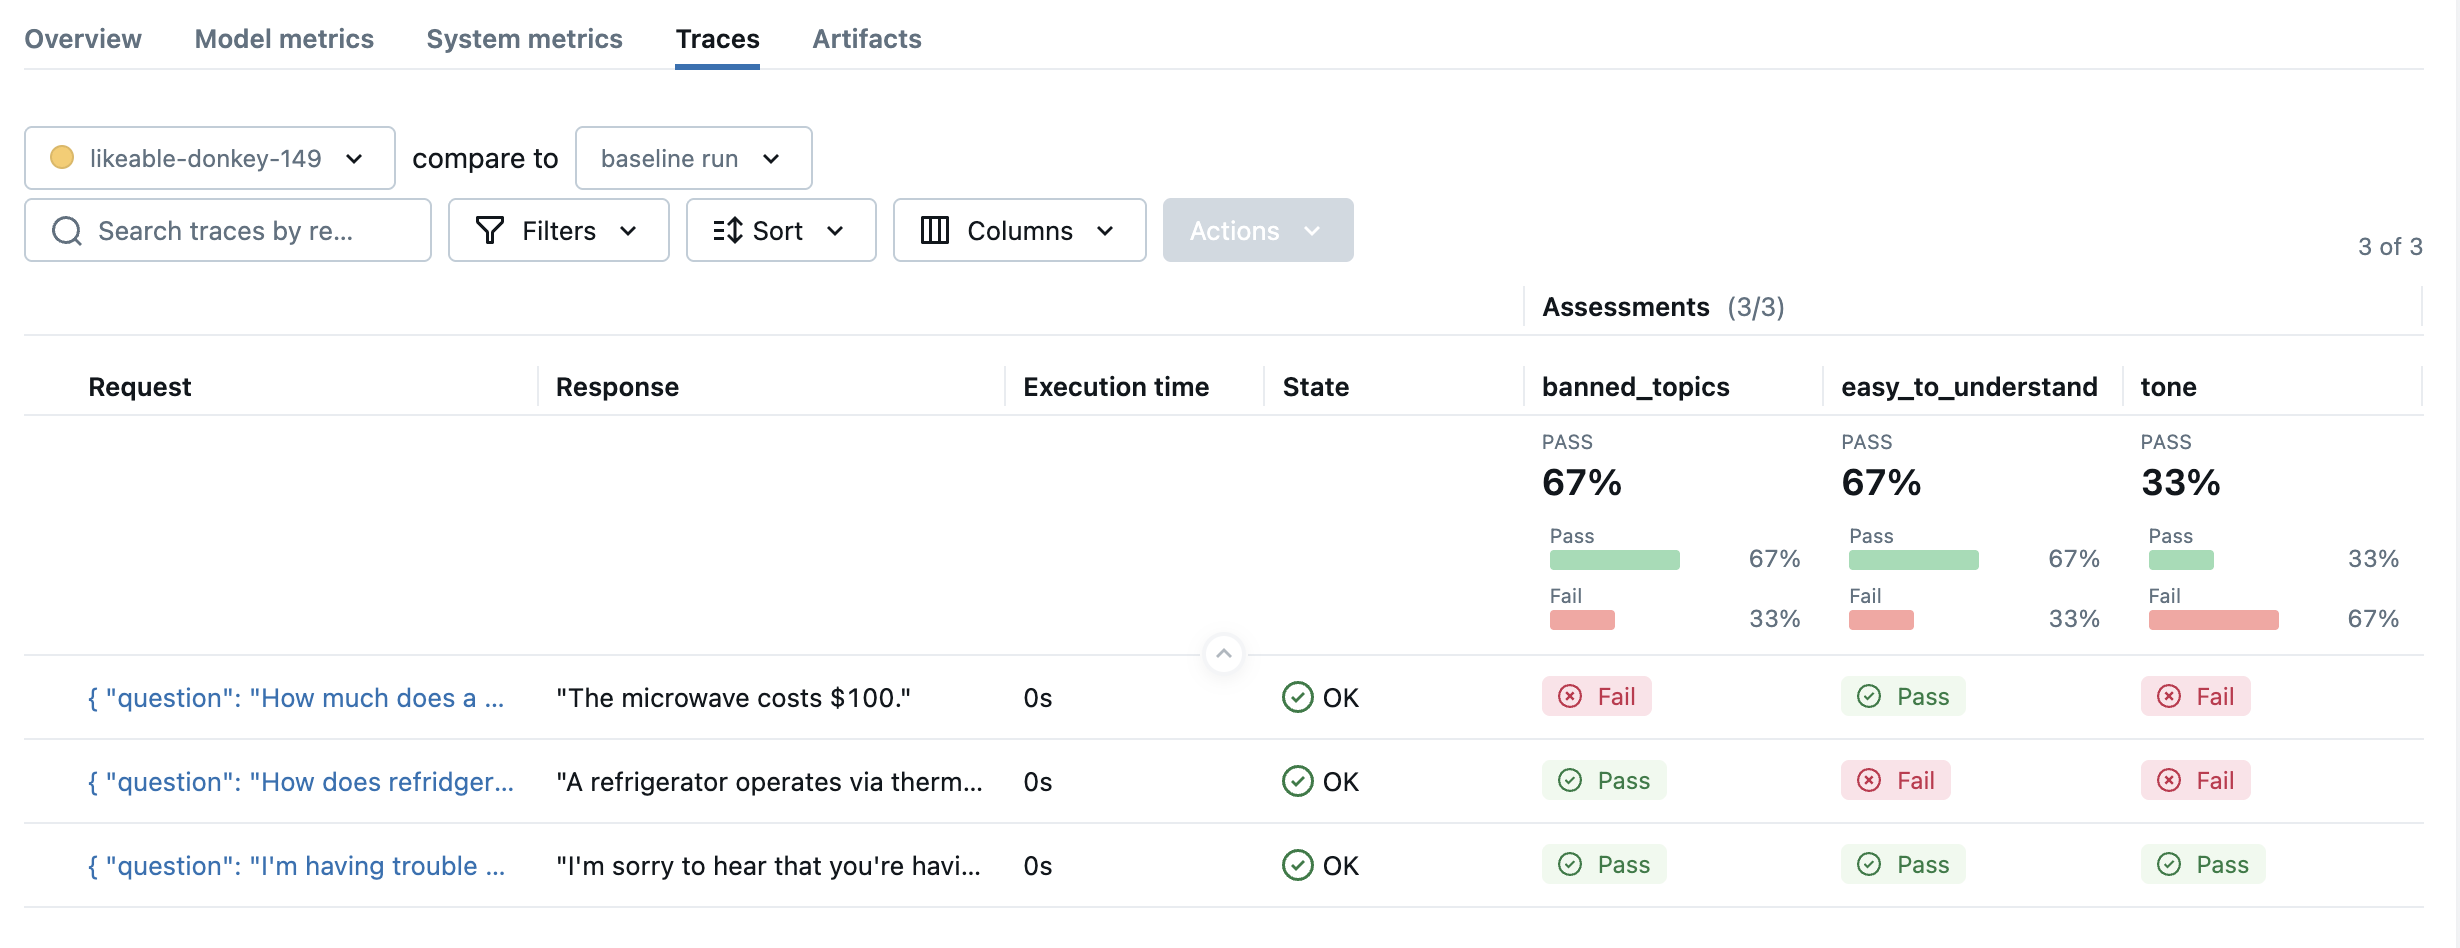 Overview Model metrics System metrics Traces Artifacts
likeable-donkey-149 compare to baseline run
Search traces by re... Filters Sort Columns Actions
3 of 3
Assessments (3/3)
Request Response Execution time State banned_topics easy_to_understand tone
PASS PASS PASS
67% 67% 33%
Pass Pass Pass
67% 67% 33%
Fail Fail Fail
33% 33% 67%
{ "question": "How much does a ... "The microwave costs $100." 0s OK Fail Pass Fail
{ "question": "How does refridger... "A refrigerator operates via therm... 0s OK Pass Fail Fail
{ "question": "I'm having trouble ... "I'm sorry to hear that you're havi... 0s OK Pass Pass Pass